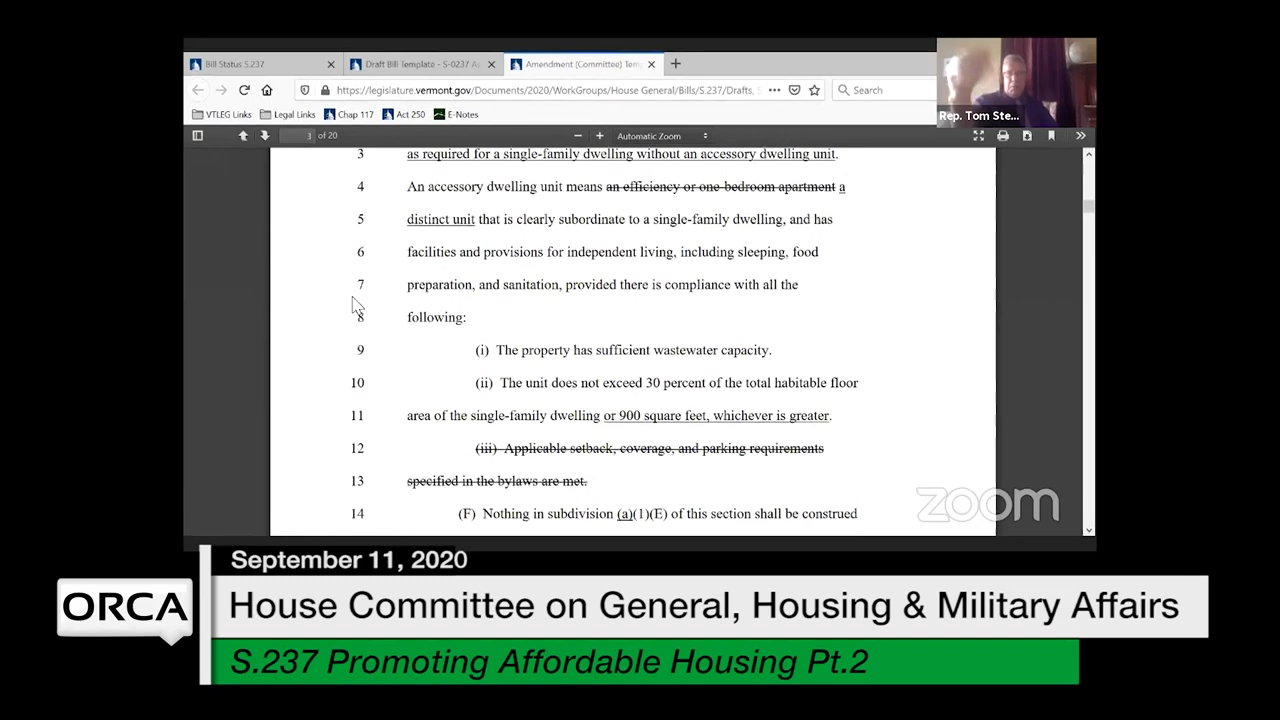 Bill Status S.237
Draft Bill Template - S-0237 As
Amendment (Committee) Tem
https://legislature.vermont.gov/Documents/2020/WorkGroups/House General/Bills/S.237/Drafts,
Search
VTLEG Links Legal Links Chap 117 Act 250 E-Notes
Rep. Tom Ste...
3 of 20
Automatic Zoom
3 as required for a single-family dwelling without an accessory dwelling unit.
4 An accessory dwelling unit means an efficiency or one-bedroom apartment a
5 distinct unit that is clearly subordinate to a single-family dwelling, and has
6 facilities and provisions for independent living, including sleeping, food
7 preparation, and sanitation, provided there is compliance with all the
8 following:
9 (i) The property has sufficient wastewater capacity.
10 (ii) The unit does not exceed 30 percent of the total habitable floor
11 area of the single-family dwelling or 900 square feet, whichever is greater.
12 (iii) Applicable setback, coverage, and parking requirements
13 specified in the bylaws are met.
14 (F) Nothing in subdivision (a)(1)(E) of this section shall be construed
zoom
September 11, 2020
ORCA
House Committee on General, Housing & Military Affairs
S.237 Promoting Affordable Housing Pt.2